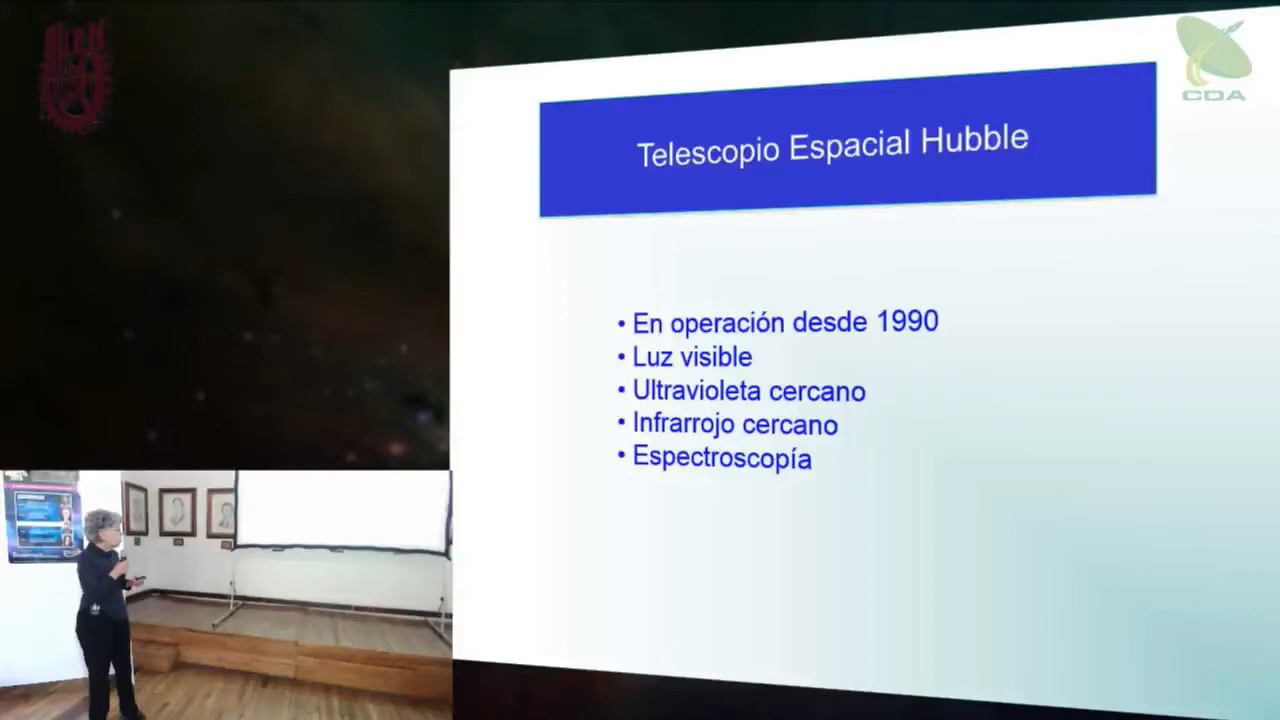 CDA
Telescopio Espacial Hubble
• En operación desde 1990
• Luz visible
• Ultravioleta cercano
• Infrarrojo cercano
• Espectroscopía